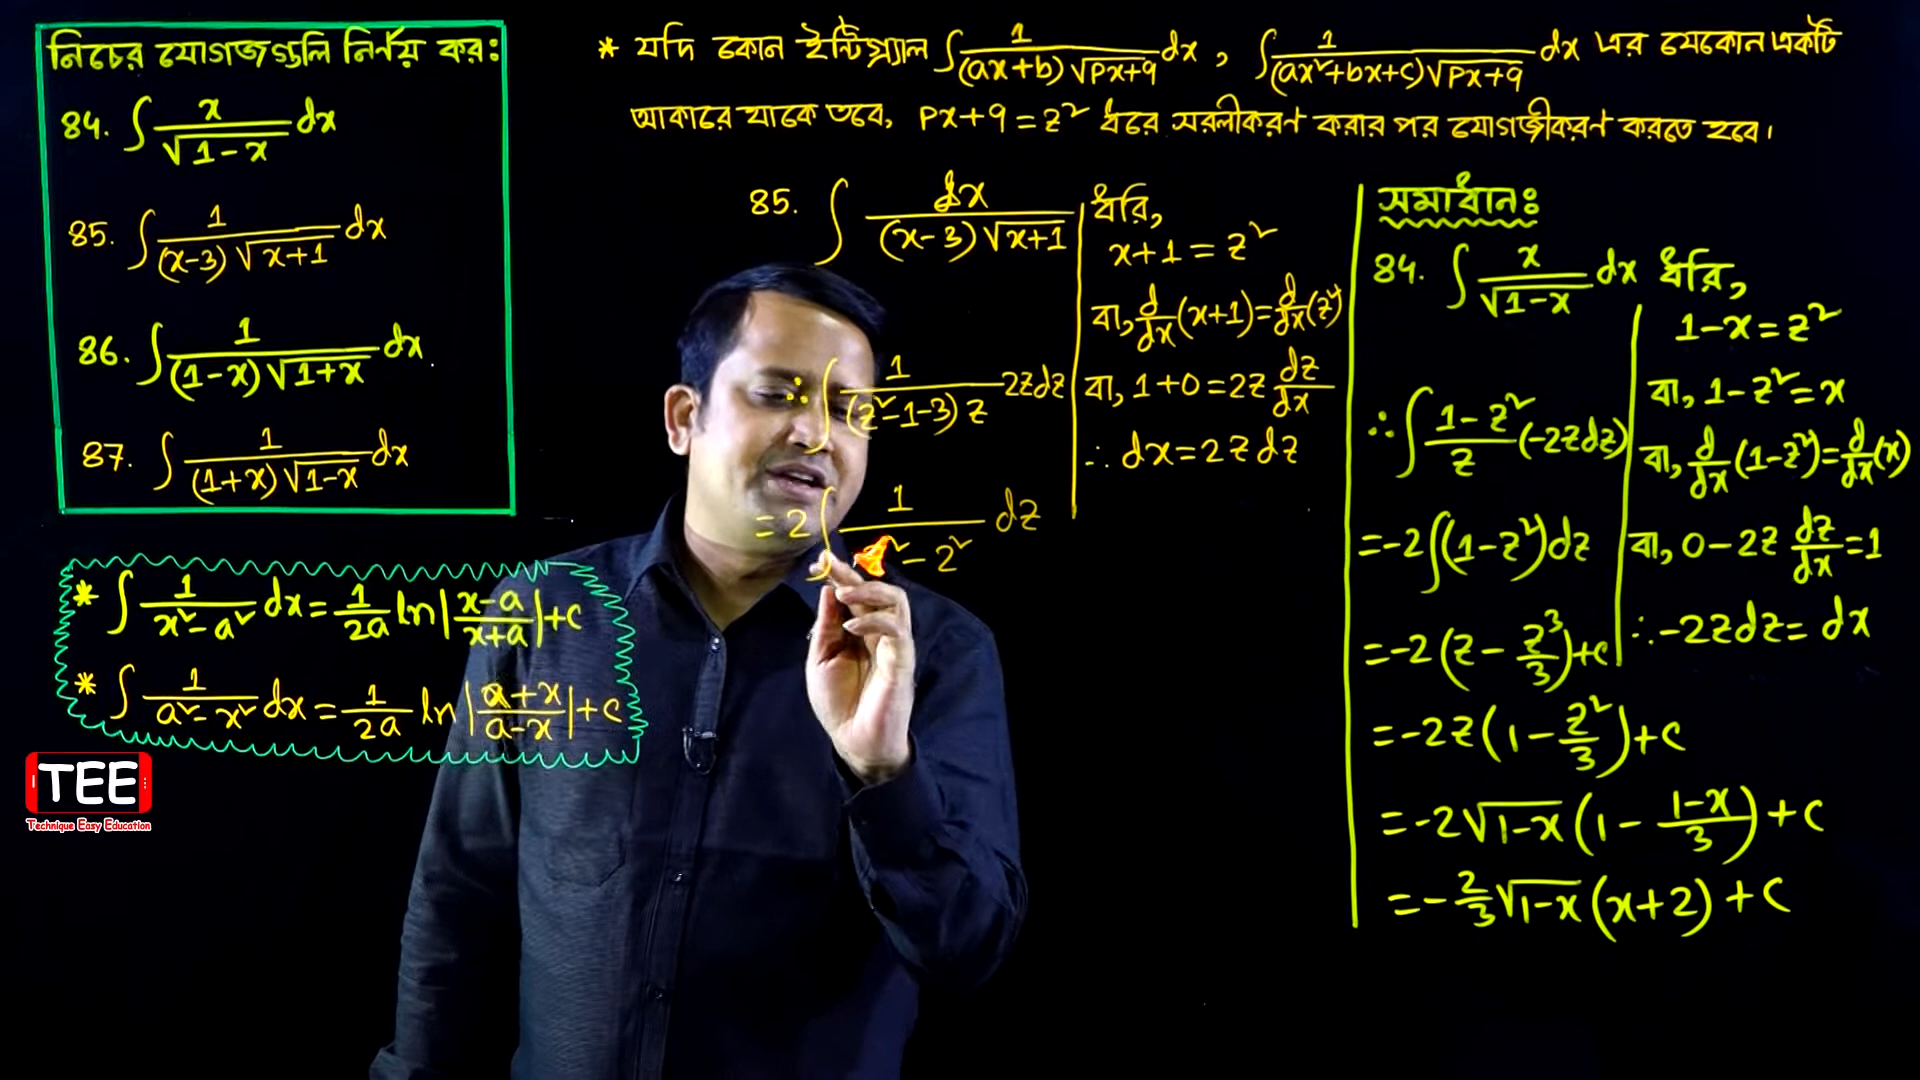 নিচের যোগজগুলি নির্ণয় কর:
84. ∫ x/√(1-x) dx
85. ∫ 1/((x-3)√(x+1)) dx
86. ∫ 1/((1-x)√(1+x)) dx
87. ∫ 1/((1+x)√(1-x)) dx
* ∫ 1/(x²-a²) dx = 1/2a ln|(x-a)/(x+a)| + c
* ∫ 1/(a²-x²) dx = 1/2a ln|(a+x)/(a-x)| + c
TEE
Technique Easy Education
* যদি কোন ইন্টিগ্র্যাল ∫ 1/((ax+b)√(px+q)) dx, ∫ 1/((ax²+bx+c)√(px+q)) dx এর যেকোন একটি
আকারে থাকে তবে, px+q = z² ধরে সরলীকরণ করার পর যোগজীকরণ করতে হবে।
85. ∫ dx/((x-3)√(x+1))
∴ ∫ 1/((z²-1-3)z) 2zdz
= 2∫ 1/(z²-2²) dz
ধরি,
x+1 = z²
বা, d/dx(x+1) = d/dx(z²)
বা, 1+0 = 2z dz/dx
∴ dx = 2z dz
সমাধান:
84. ∫ x/√(1-x) dx
∴ ∫ (1-z²)/z (-2zdz)
= -2∫(1-z²)dz
= -2(z - z³/3)+c
= -2z(1 - z²/3)+c
= -2√(1-x) (1 - (1-x)/3) + c
= -2/3 √(1-x) (x+2) + c
ধরি,
1-x = z²
বা, 1-z² = x
বা, d/dx(1-z²) = d/dx(x)
বা, 0-2z dz/dx = 1
∴ -2zdz = dx